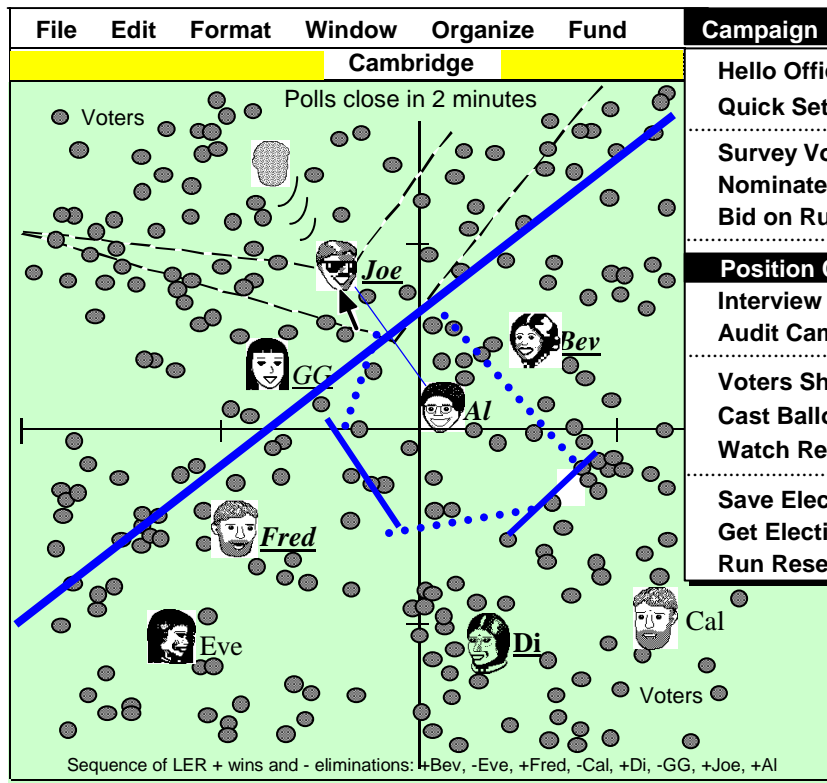 File Edit Format Window Organize Fund Campaign
Cambridge
Polls close in 2 minutes
Voters
Joe
Bev
GG
Al
Fred
Eve
Di
Cal
Voters
Sequence of LER + wins and - eliminations: +Bev, -Eve, +Fred, -Cal, +Di, -GG, +Joe, +Al
Hello Offi
Quick Set
Survey Vo
Nominate
Bid on Ru
Position C
Interview
Audit Cam
Voters Sh
Cast Ballo
Watch Re
Save Elec
Get Electi
Run Rese